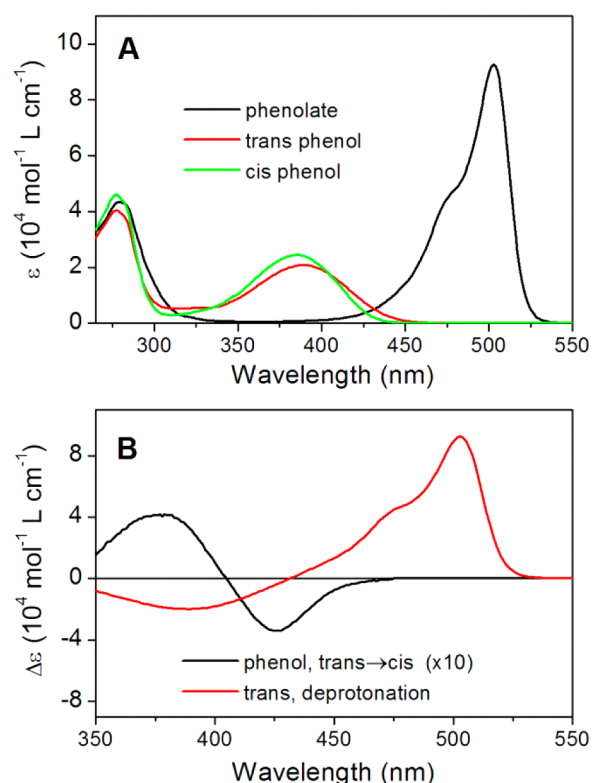 A
10
8
6
4
2
0
ε (10⁴ mol⁻¹ L cm⁻¹)
phenolate
trans phenol
cis phenol
300 350 400 450 500 550
Wavelength (nm)
B
8
4
0
-4
-8
Δε (10⁴ mol⁻¹ L cm⁻¹)
phenol, trans→cis (x10)
trans, deprotonation
350 400 450 500 550
Wavelength (nm)